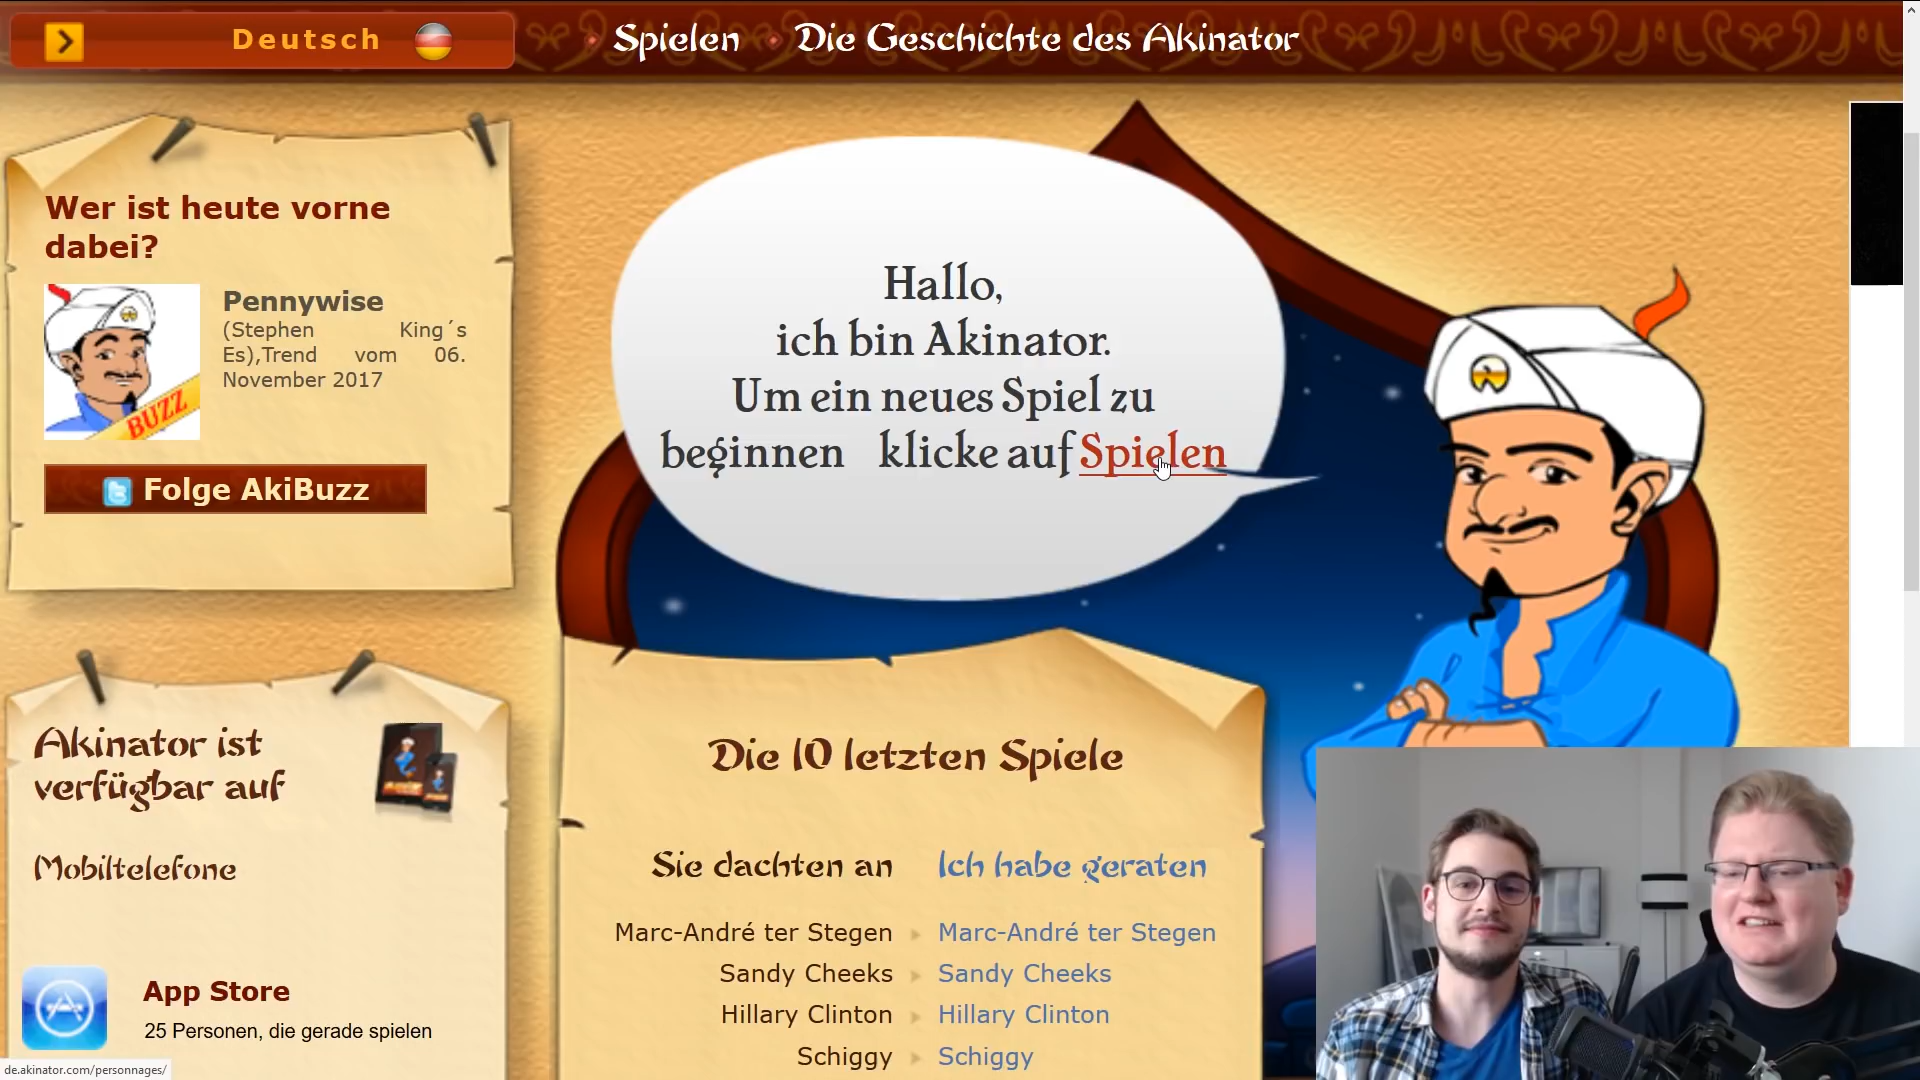 Deutsch
Spielen
Die Geschichte des Akinator
Wer ist heute vorne
dabei?
Pennywise
(Stephen King´s
Es),Trend vom 06.
November 2017
BUZZ
Folge AkiBuzz
Hallo,
ich bin Akinator.
Um ein neues Spiel zu
beginnen klicke auf Spielen
Akinator ist
verfügbar auf
Mobiltelefone
App Store
25 Personen, die gerade spielen
Die 10 letzten Spiele
Sie dachten an Ich habe geraten
Marc-André ter Stegen Marc-André ter Stegen
Sandy Cheeks Sandy Cheeks
Hillary Clinton Hillary Clinton
Schiggy Schiggy
de.akinator.com/personnages/